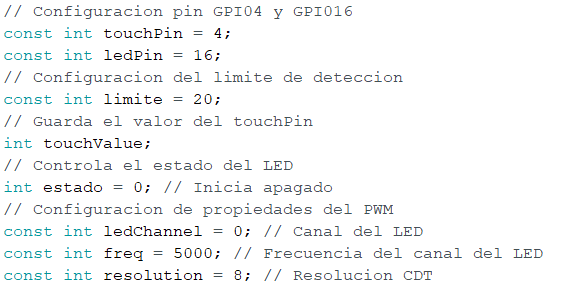 // Configuracion pin GPI04 y GPI016
const int touchPin = 4;
const int ledPin = 16;
// Configuracion del limite de deteccion
const int limite = 20;
// Guarda el valor del touchPin
int touchValue;
// Controla el estado del LED
int estado = 0; // Inicia apagado
// Configuracion de propiedades del PWM
const int ledChannel = 0; // Canal del LED
const int freq = 5000; // Frecuencia del canal del LED
const int resolution = 8; // Resolucion CDT